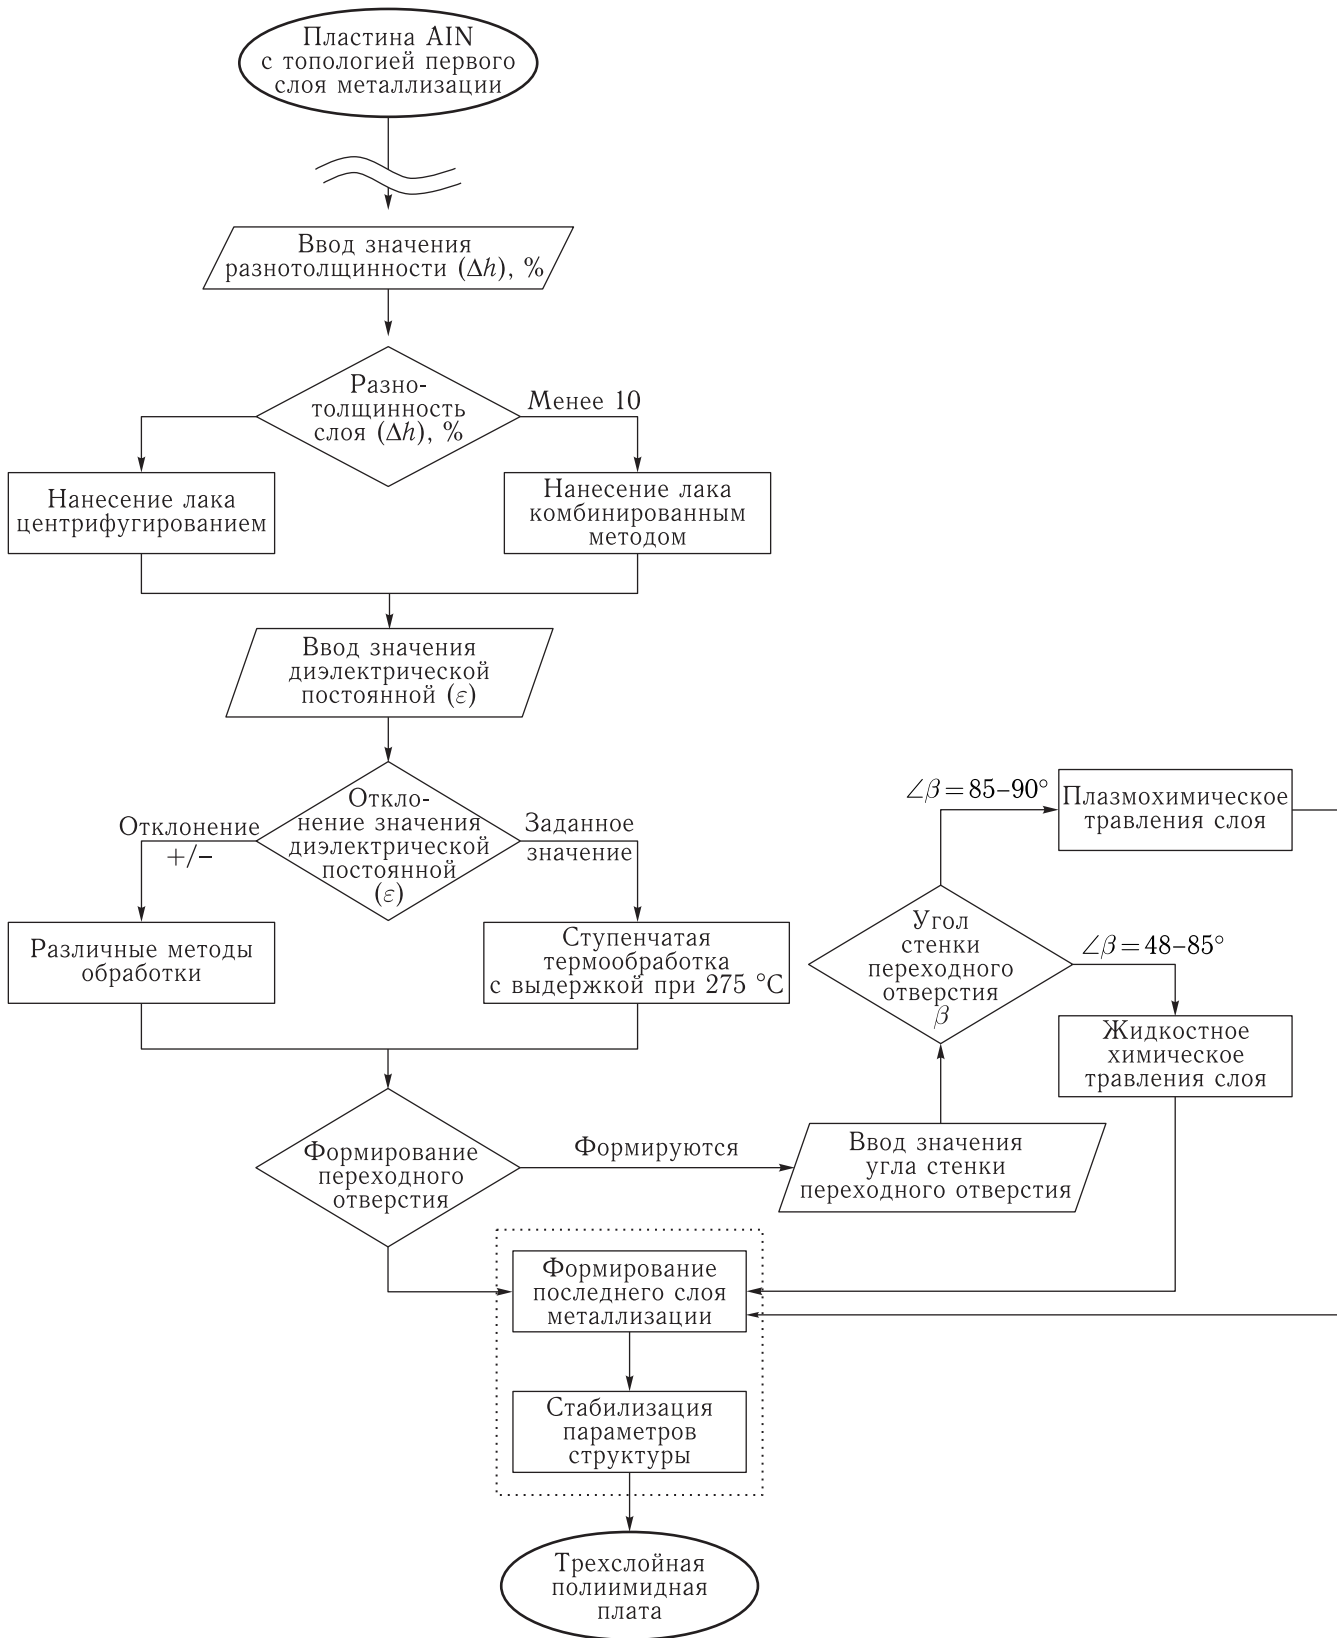 Пластина AIN
с топологией первого
слоя металлизации
Ввод значения
разнотолщинности (Δh), %
Разно-
толщинность
слоя (Δh), %
Менее 10
Нанесение лака
центрифугированием
Нанесение лака
комбинированным
методом
Ввод значения
диэлектрической
постоянной (ε)
Откло-
нение значения
диэлектрической
постоянной
(ε)
Отклонение
+/–
Заданное
значение
Различные методы
обработки
Ступенчатая
термообработка
с выдержкой при 275 °С
Формирование
переходного
отверстия
Формируются
Ввод значения
угла стенки
переходного отверстия
Угол
стенки
переходного
отверстия
β
∠β = 85–90°
Плазмохимическое
травления слоя
∠β = 48–85°
Жидкостное
химическое
травления слоя
Формирование
последнего слоя
металлизации
Стабилизация
параметров
структуры
Трехслойная
полиимидная
плата